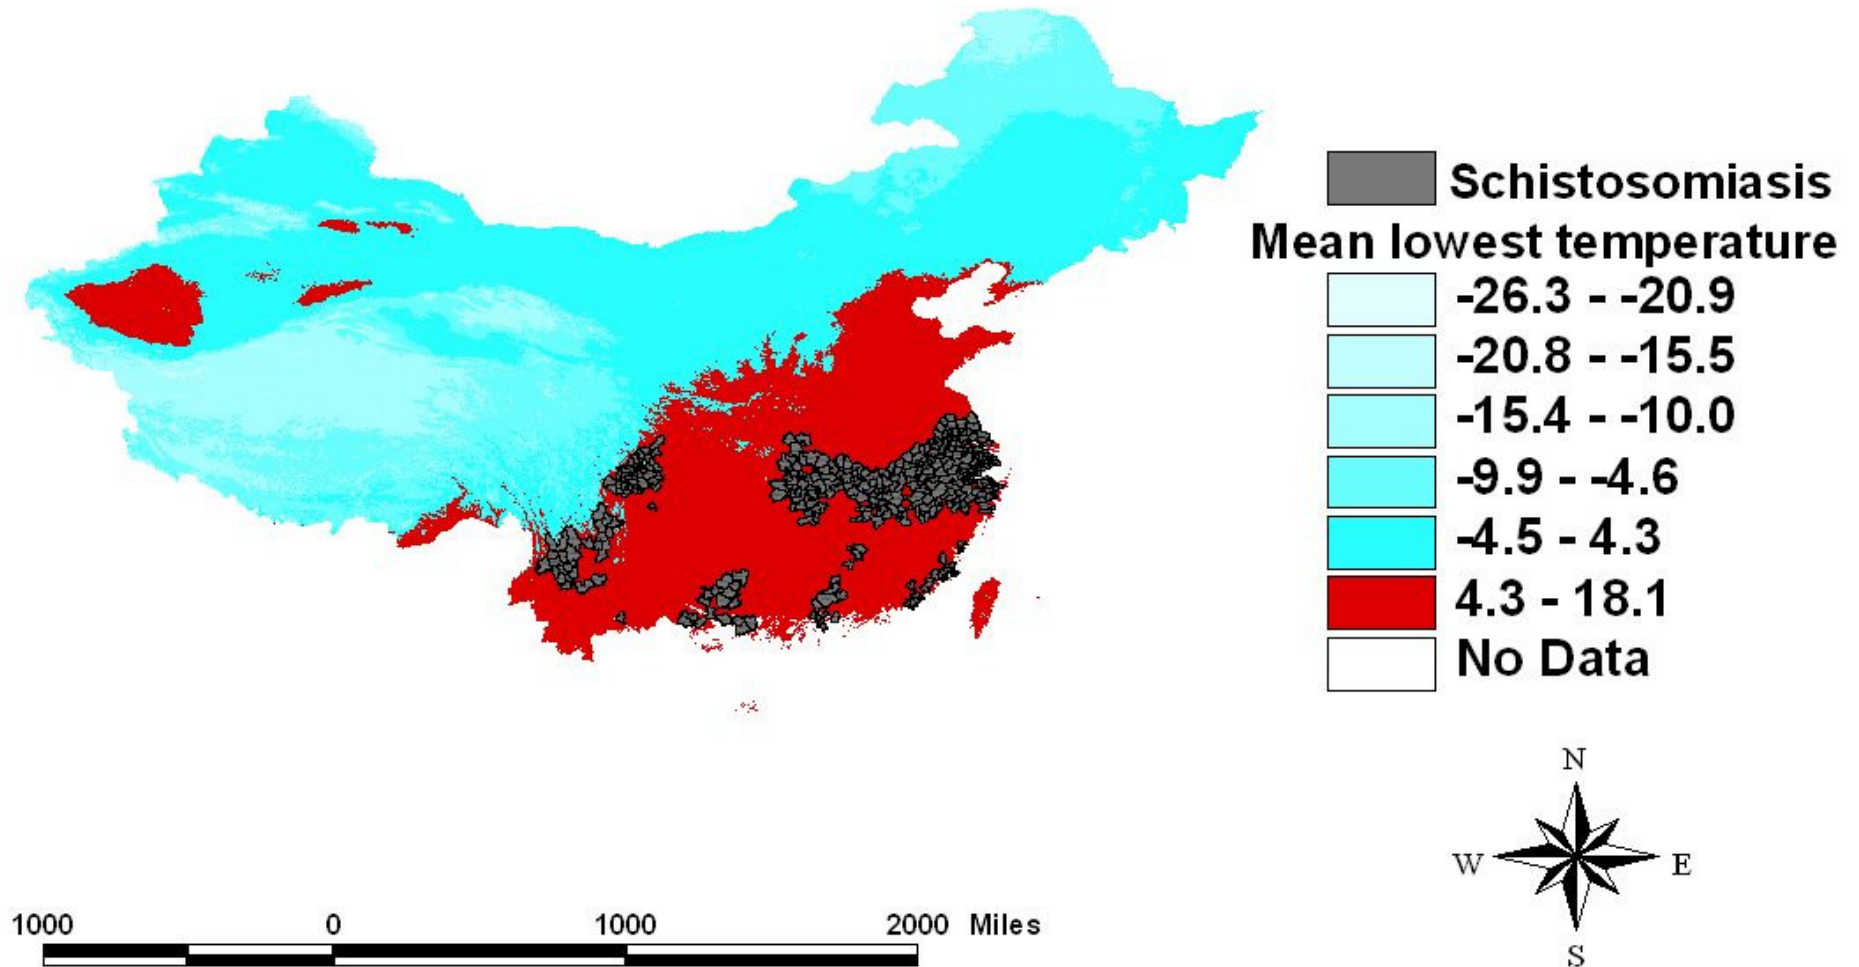 Schistosomiasis
Mean lowest temperature
-26.3 - -20.9
-20.8 - -15.5
-15.4 - -10.0
-9.9 - -4.6
-4.5 - 4.3
4.3 - 18.1
No Data
N
W E
S
1000 0 1000 2000 Miles